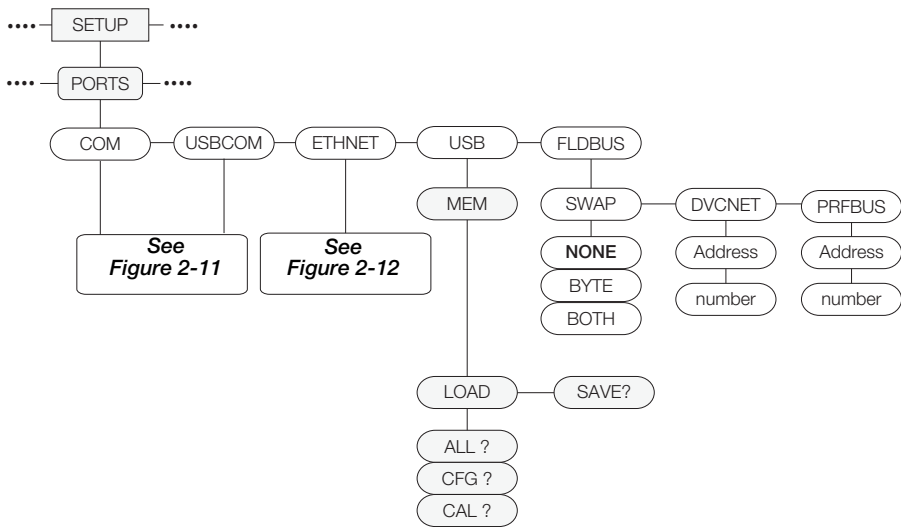 •••• SETUP ••••
•••• PORTS ••••
COM USBCOM ETHNET USB FLDBUS
MEM SWAP DVCNET PRFBUS
See
Figure 2-11
See
Figure 2-12
NONE Address Address
BYTE number number
BOTH
LOAD SAVE?
ALL ?
CFG ?
CAL ?